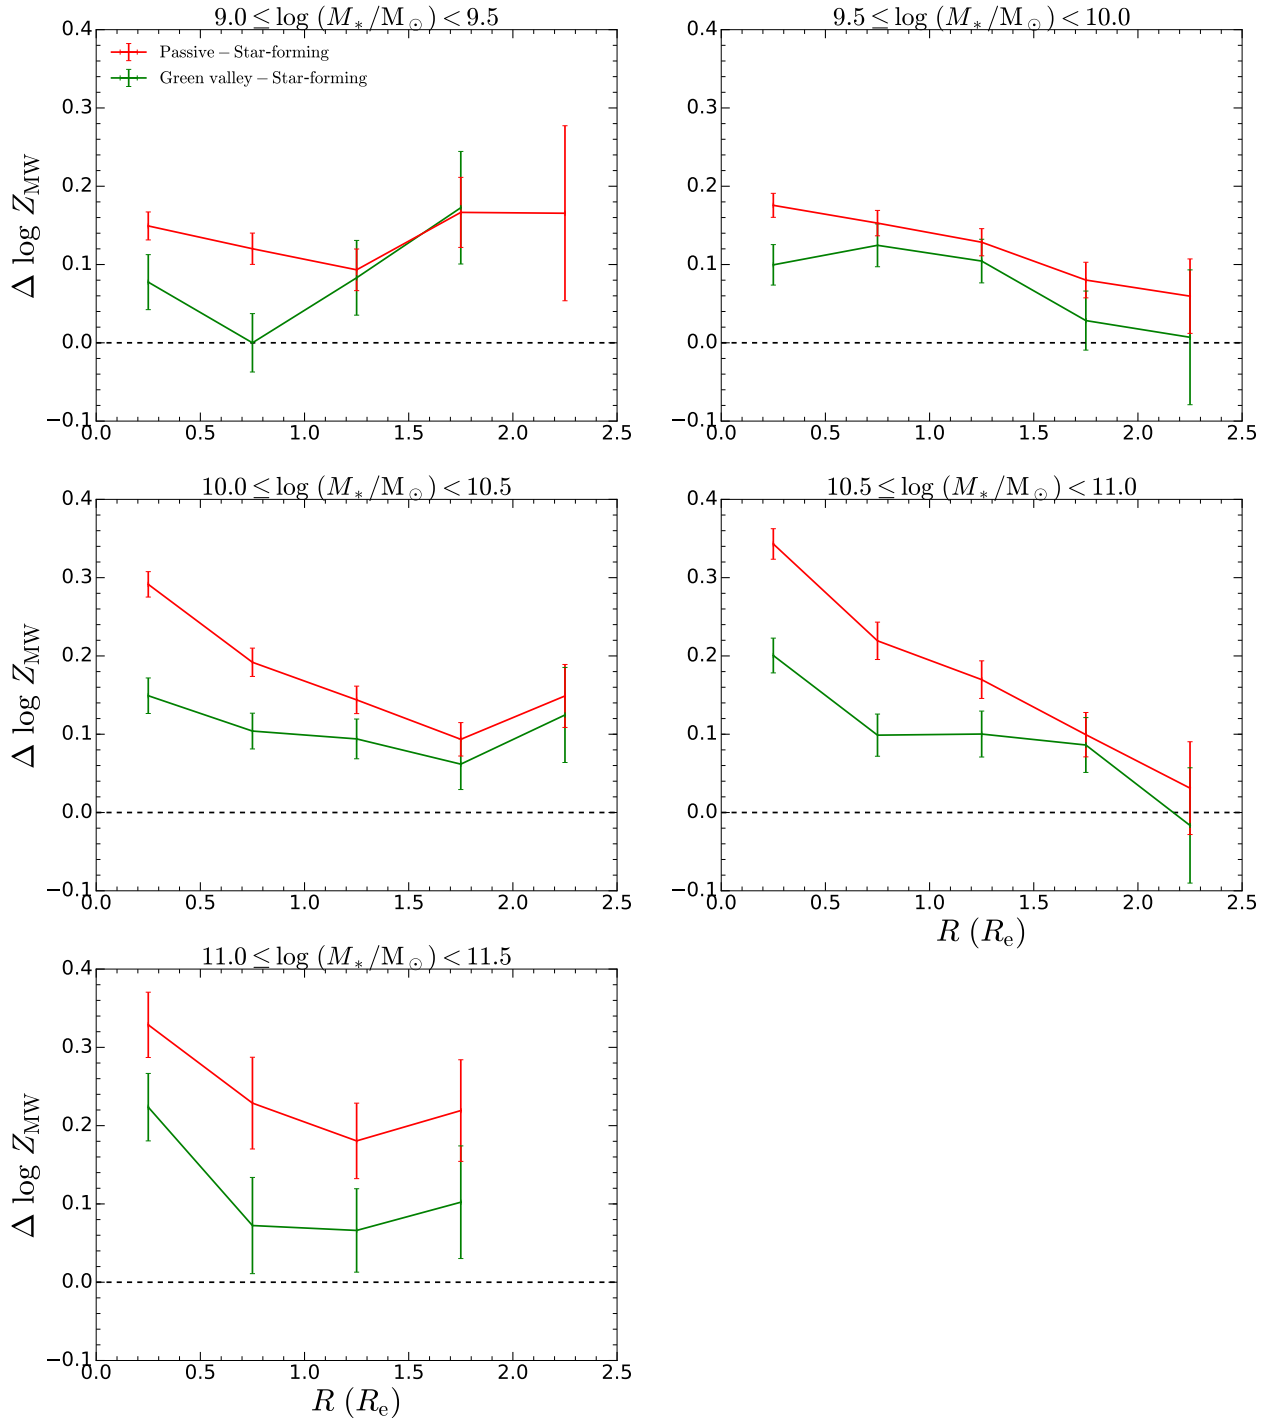 9.0 ≤ log (M∗/M⊙) < 9.5
9.5 ≤ log (M∗/M⊙) < 10.0
0.4
0.3
0.2
0.1
0.0
−0.1
Δ log Z_MW
Passive − Star-forming
Green valley − Star-forming
0.0 0.5 1.0 1.5 2.0 2.5
0.4
0.3
0.2
0.1
0.0
−0.1
0.0 0.5 1.0 1.5 2.0 2.5
10.0 ≤ log (M∗/M⊙) < 10.5
10.5 ≤ log (M∗/M⊙) < 11.0
0.4
0.3
0.2
0.1
0.0
−0.1
Δ log Z_MW
0.0 0.5 1.0 1.5 2.0 2.5
0.4
0.3
0.2
0.1
0.0
−0.1
0.0 0.5 1.0 1.5 2.0 2.5
R (R_e)
11.0 ≤ log (M∗/M⊙) < 11.5
0.4
0.3
0.2
0.1
0.0
−0.1
Δ log Z_MW
0.0 0.5 1.0 1.5 2.0 2.5
R (R_e)